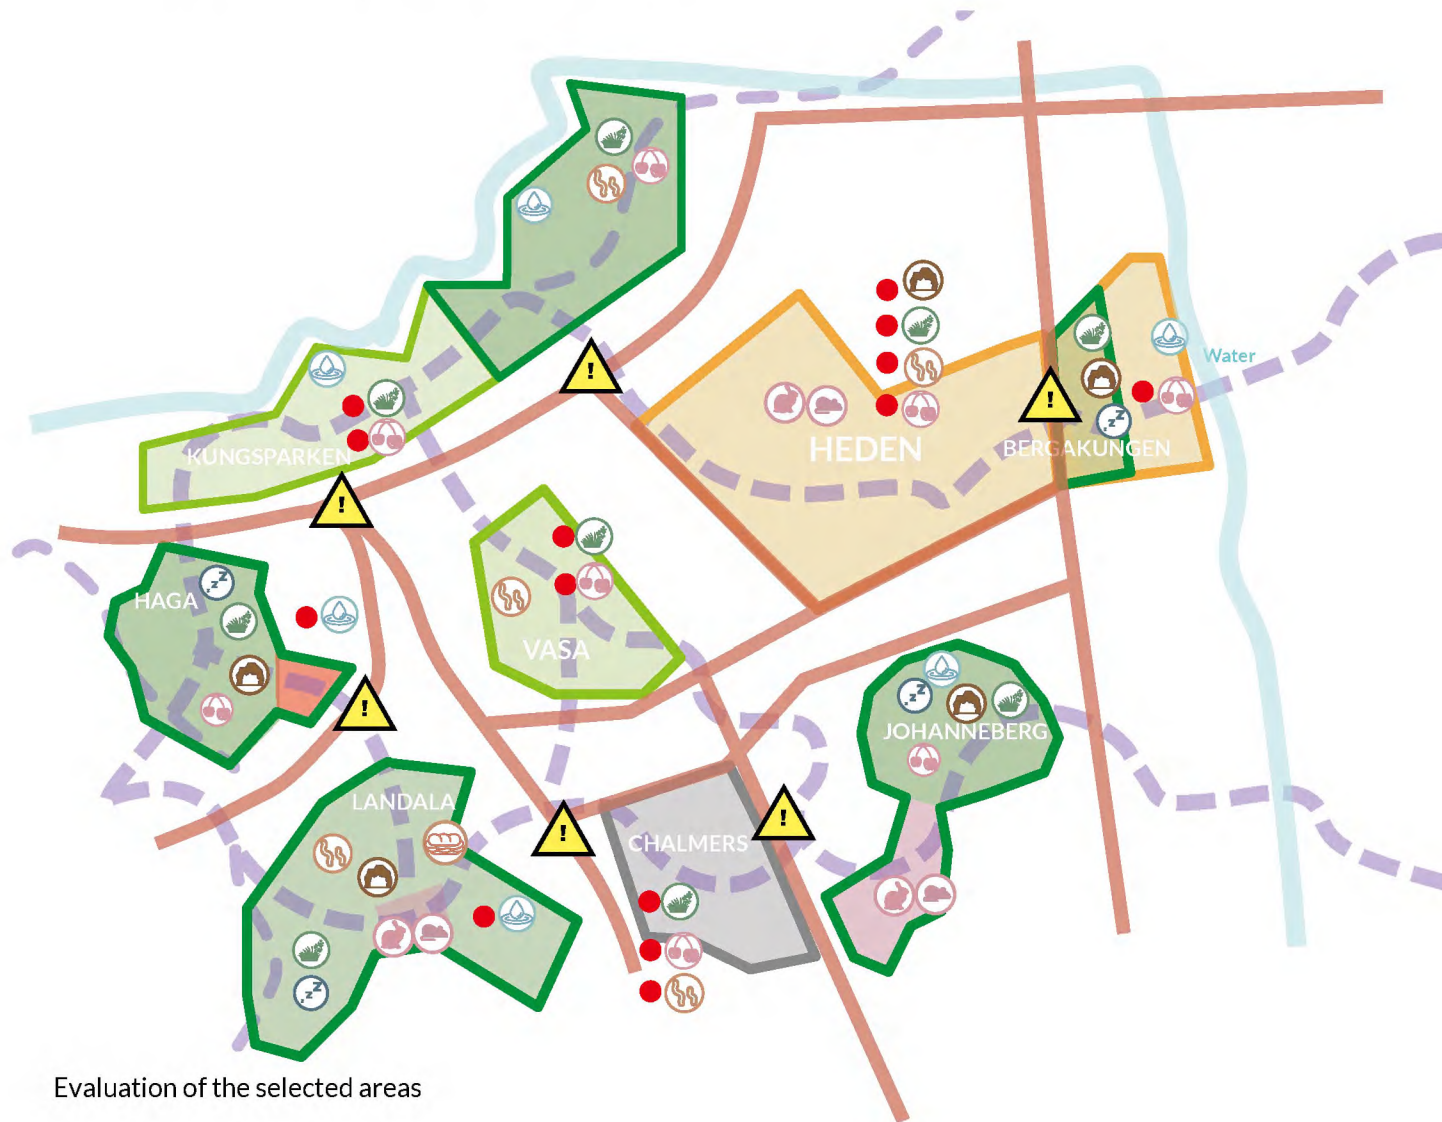 Water
HEDEN
BERGAKUNGEN
KUNGSPARKEN
HAGA
VASA
JOHANNEBERG
LANDALA
CHALMERS
Evaluation of the selected areas